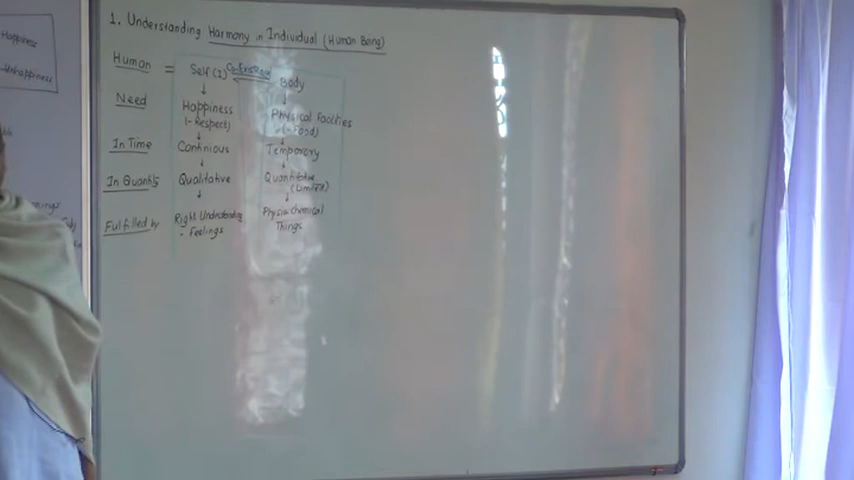 1. Understanding Harmony in Individual (Human Being)
Happiness
Unhappiness
Human = Self (I) Co-Existence Body
Need Happiness Physical Facilities
(- Respect) (- Food)
In Time Continious Temporary
In Quantity Qualitative Quantitative
(Limited)
Fulfilled by Right Understanding Physio-chemical
- Feelings Things